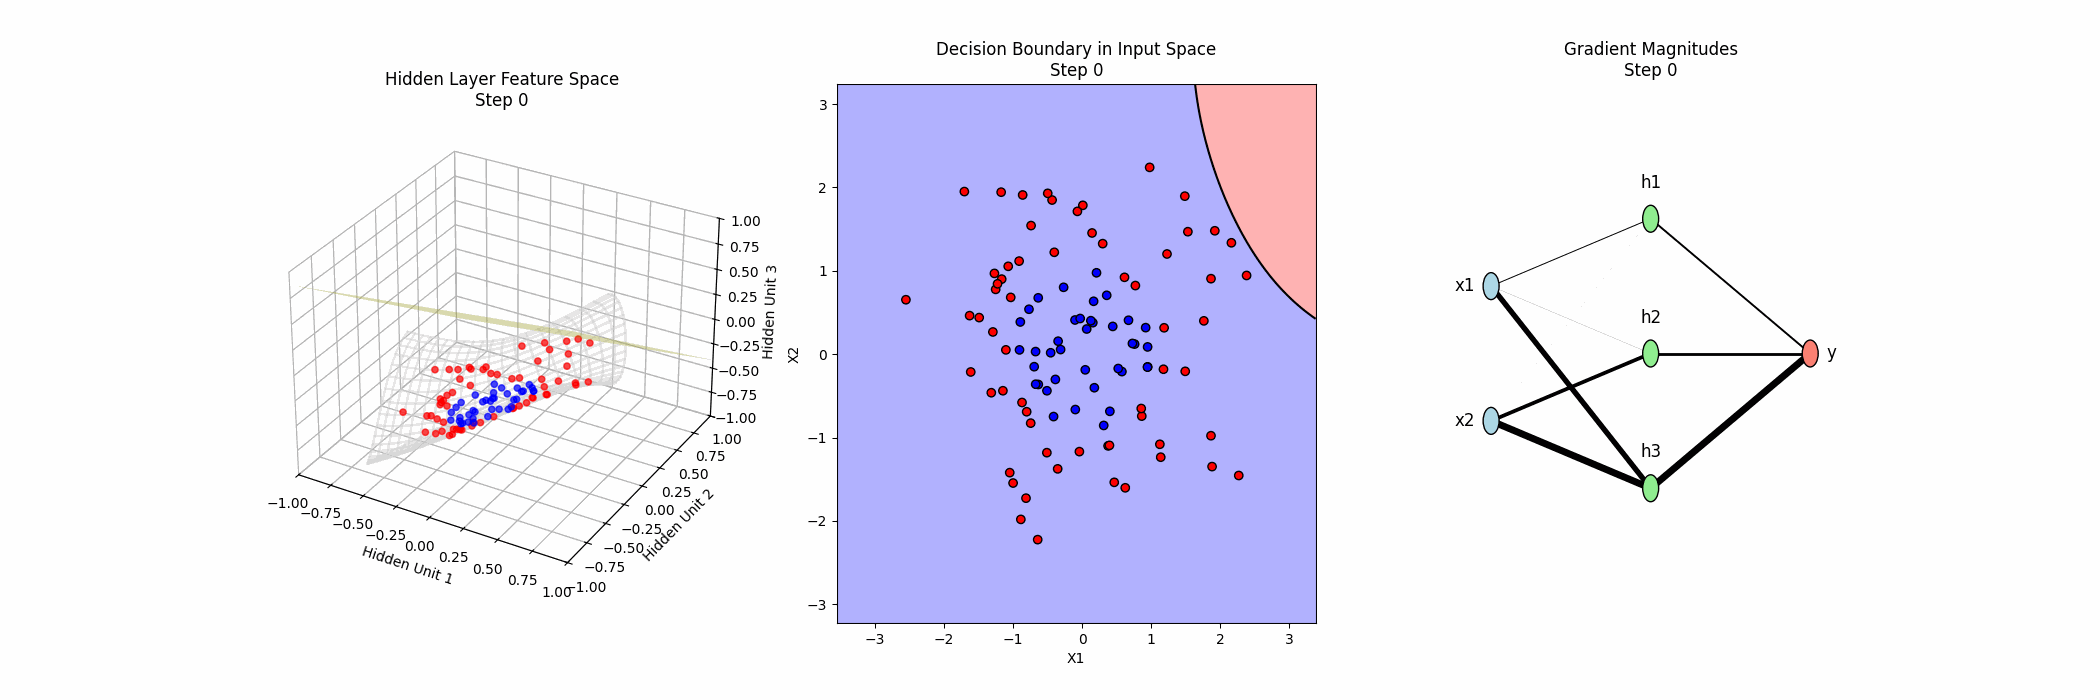 Hidden Layer Feature Space
Step 0
1.00
0.75
0.50
0.25
0.00
−0.25
−0.50
−0.75
−1.00
Hidden Unit 3
1.00
0.75
0.50
0.25
0.00
−0.25
−0.50
−0.75
−1.00
Hidden Unit 2
−1.00
−0.75
−0.50
−0.25
0.00
0.25
0.50
0.75
1.00
Hidden Unit 1
Decision Boundary in Input Space
Step 0
3
2
1
0
−1
−2
−3
X2
−3
−2
−1
0
1
2
3
X1
Gradient Magnitudes
Step 0
h1
x1
h2
y
x2
h3